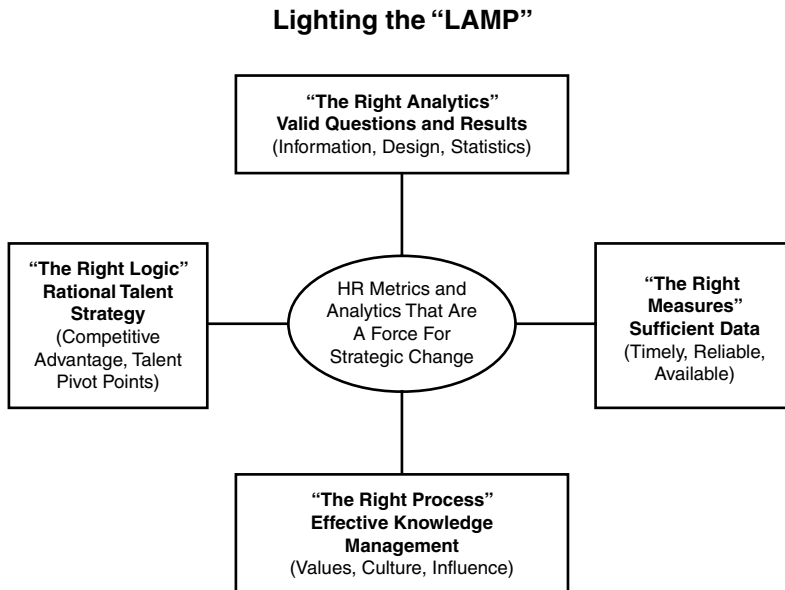 Lighting the “LAMP”
“The Right Analytics”
Valid Questions and Results
(Information, Design, Statistics)
“The Right Logic”
Rational Talent
Strategy
(Competitive
Advantage, Talent
Pivot Points)
HR Metrics and
Analytics That Are
A Force For
Strategic Change
“The Right
Measures”
Sufficient Data
(Timely, Reliable,
Available)
“The Right Process”
Effective Knowledge
Management
(Values, Culture, Influence)